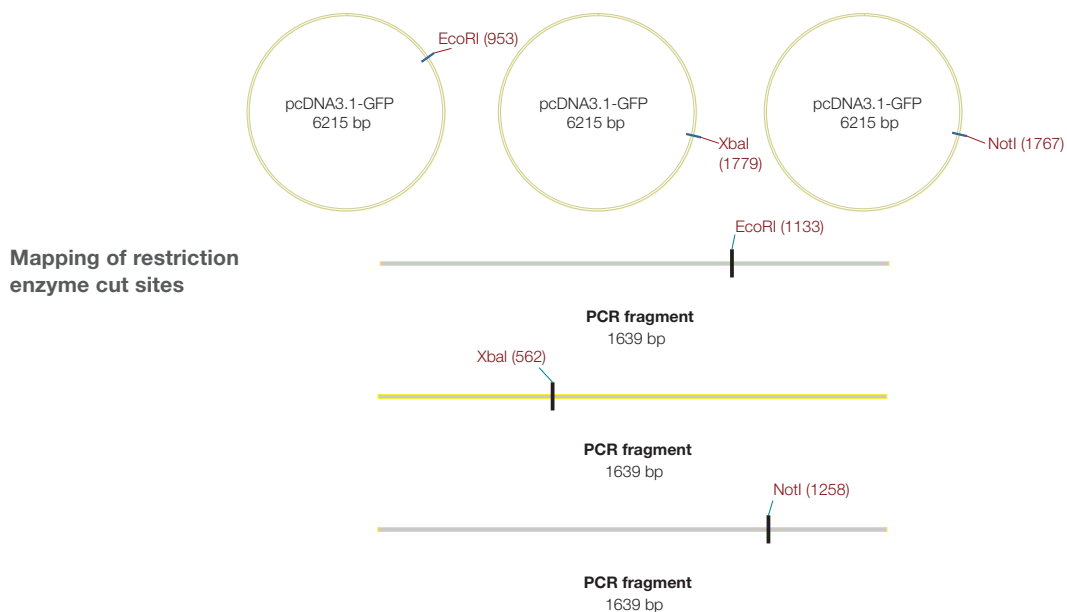 EcoRI (953)
pcDNA3.1-GFP
6215 bp
pcDNA3.1-GFP
6215 bp
XbaI
(1779)
pcDNA3.1-GFP
6215 bp
NotI (1767)
Mapping of restriction
enzyme cut sites
EcoRI (1133)
PCR fragment
1639 bp
XbaI (562)
PCR fragment
1639 bp
NotI (1258)
PCR fragment
1639 bp